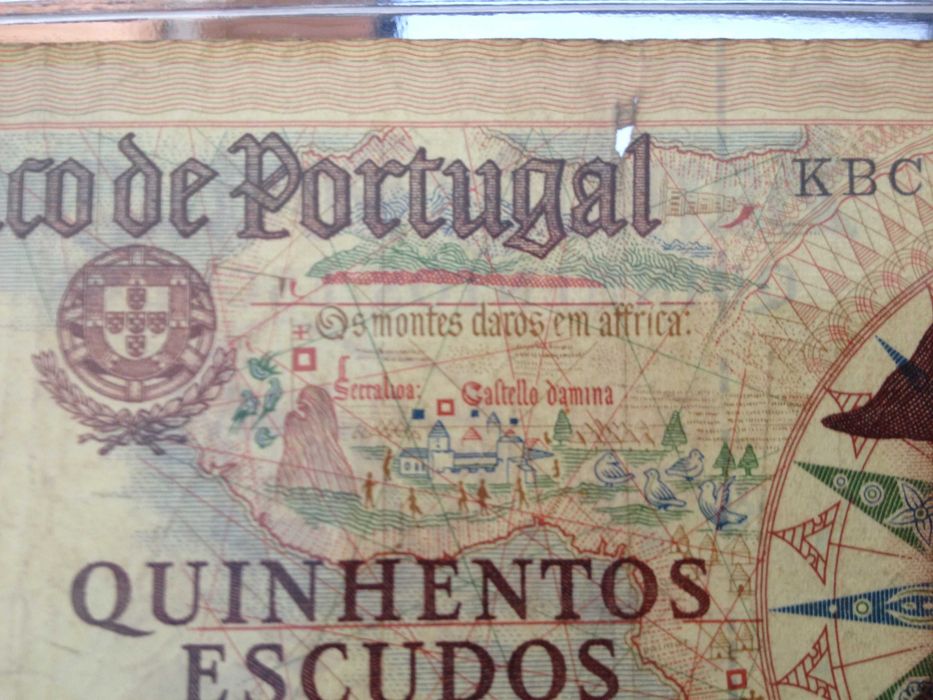 co de Portugal
KBC
Os montes claros em affrica:
Serralioa:
Castello damina
QUINHENTOS
ESCUDOS